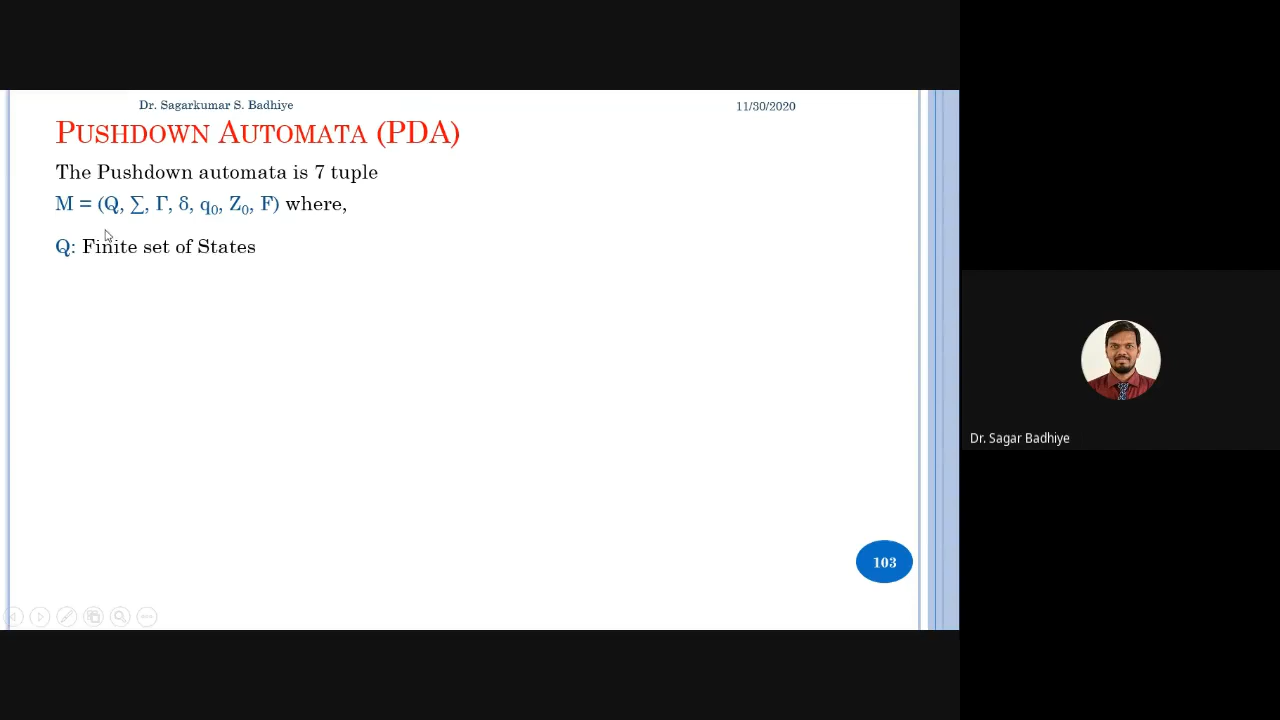 Dr. Sagarkumar S. Badhiye
11/30/2020
PUSHDOWN AUTOMATA (PDA)
The Pushdown automata is 7 tuple
M = (Q, ∑, Γ, δ, q₀, Z₀, F) where,
Q: Finite set of States
103
Dr. Sagar Badhiye